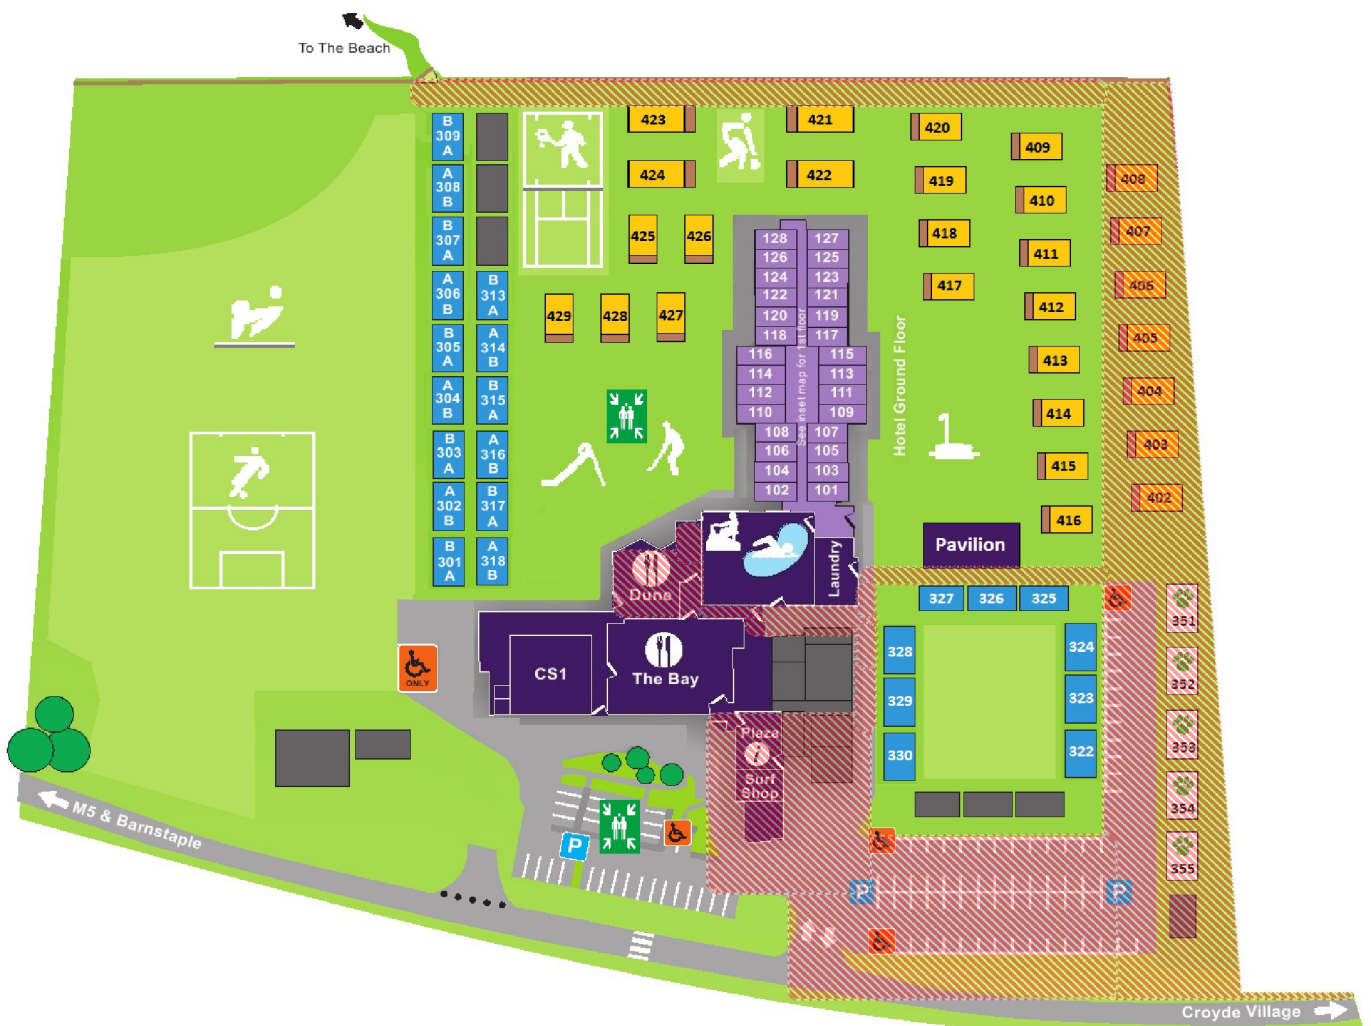 To The Beach
B
309
A
A
308
B
B
307
A
A
306
B
B
305
A
A
304
B
B
303
A
A
302
B
B
301
A
B
313
A
A
314
B
B
315
A
A
316
B
B
317
A
A
318
B
423
424
425
426
429
428
427
421
422
420
419
418
417
409
410
411
412
413
414
415
416
408
407
406
405
404
403
402
128 127
126 125
124 123
122 121
120 119
118 117
116 115
114 113
112 111
110 109
108 107
106 105
104 103
102 101
See inset map for 1st floor
Hotel Ground Floor
Pavilion
Laundry
Dune
ONLY
CS1
The Bay
Plaza
Surf
Shop
327 326 325
328
329
330
324
323
322
351
352
353
354
355
P
P
P
M5 & Barnstaple
Croyde Village